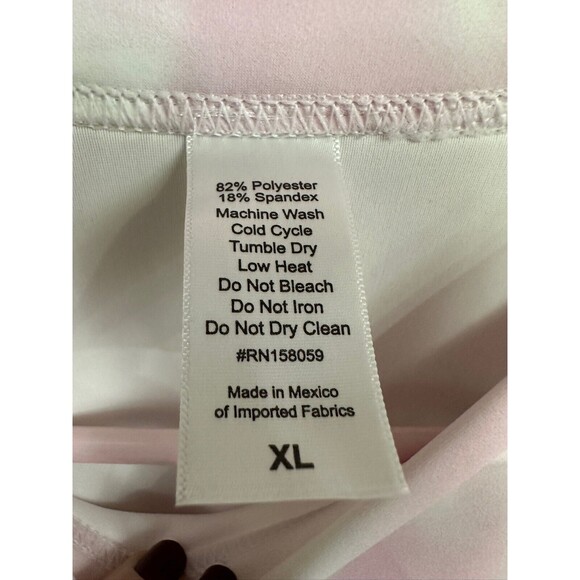 82% Polyester
18% Spandex
Machine Wash
Cold Cycle
Tumble Dry
Low Heat
Do Not Bleach
Do Not Iron
Do Not Dry Clean
#RN158059
Made in Mexico
of Imported Fabrics
XL